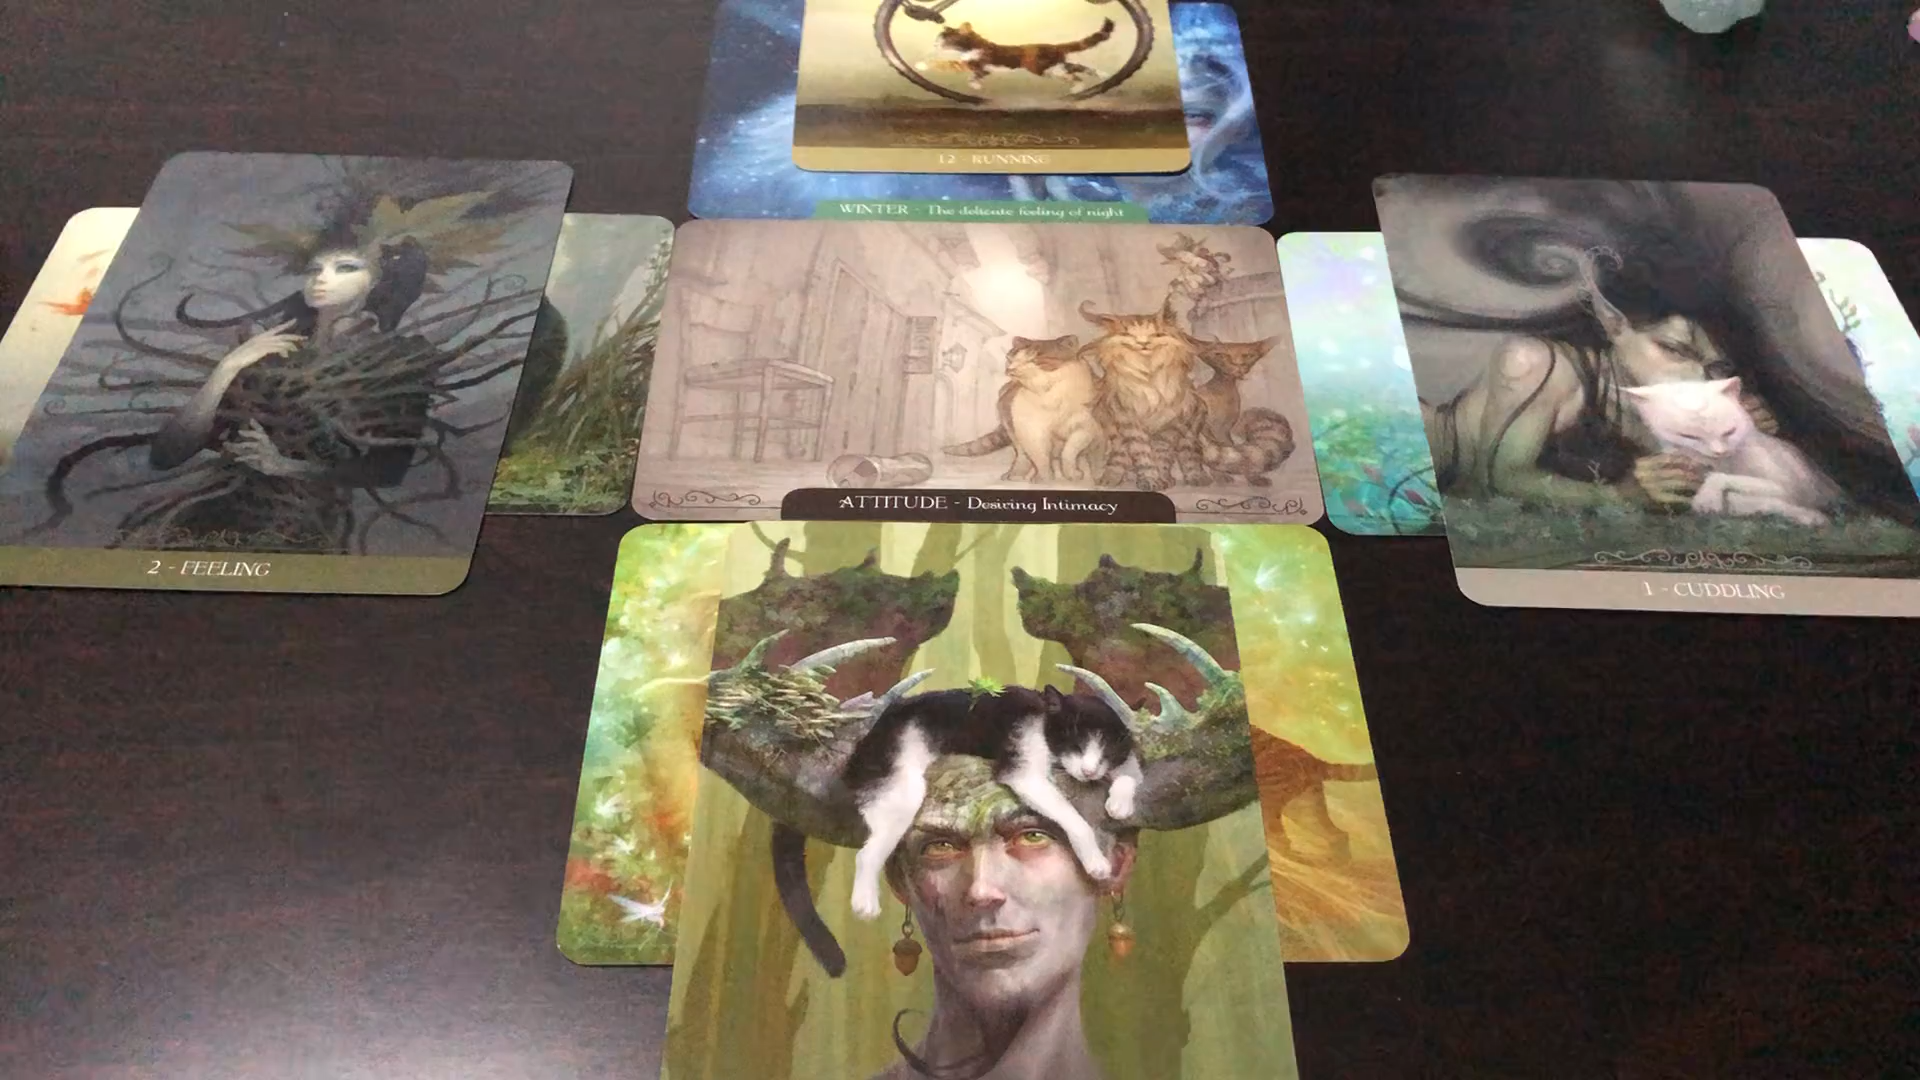 12 - RUNNING
WINTER - The delicate feeling of night
ATTITUDE - Desiring Intimacy
2 - FEELING
1 - CUDDLING